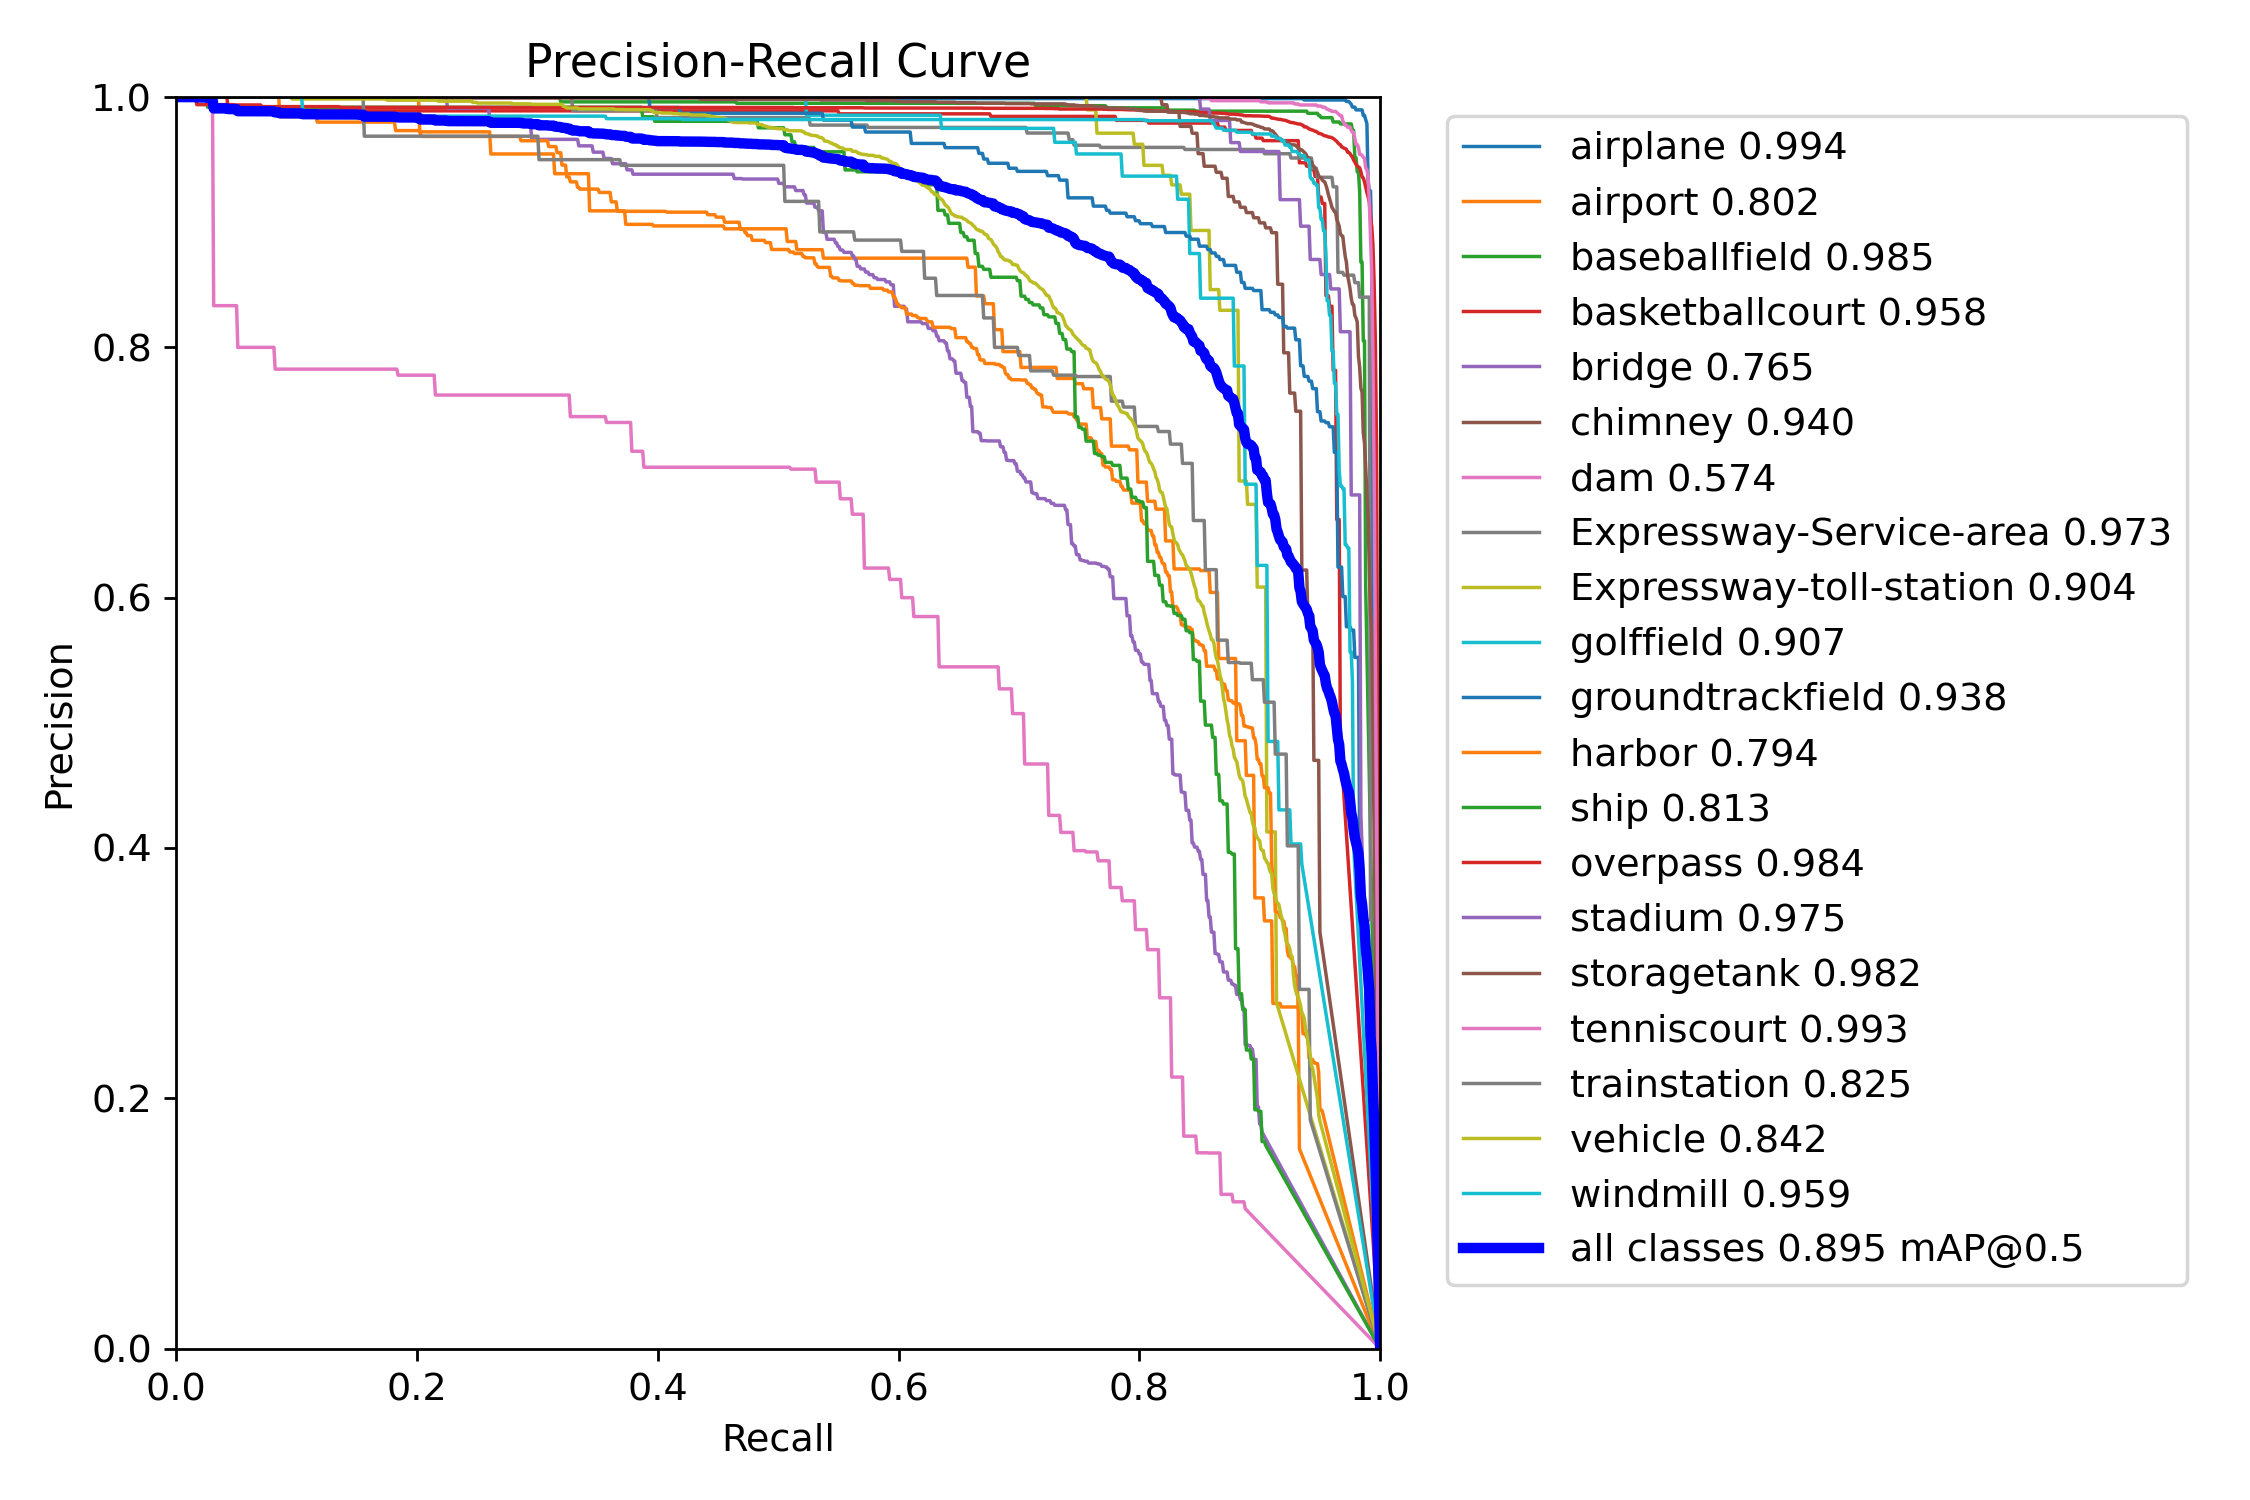 Precision-Recall Curve
1.0
0.8
0.6
0.4
0.2
0.0
Precision
0.0 0.2 0.4 0.6 0.8 1.0
Recall
airplane 0.994
airport 0.802
baseballfield 0.985
basketballcourt 0.958
bridge 0.765
chimney 0.940
dam 0.574
Expressway-Service-area 0.973
Expressway-toll-station 0.904
golffield 0.907
groundtrackfield 0.938
harbor 0.794
ship 0.813
overpass 0.984
stadium 0.975
storagetank 0.982
tenniscourt 0.993
trainstation 0.825
vehicle 0.842
windmill 0.959
all classes 0.895 mAP@0.5